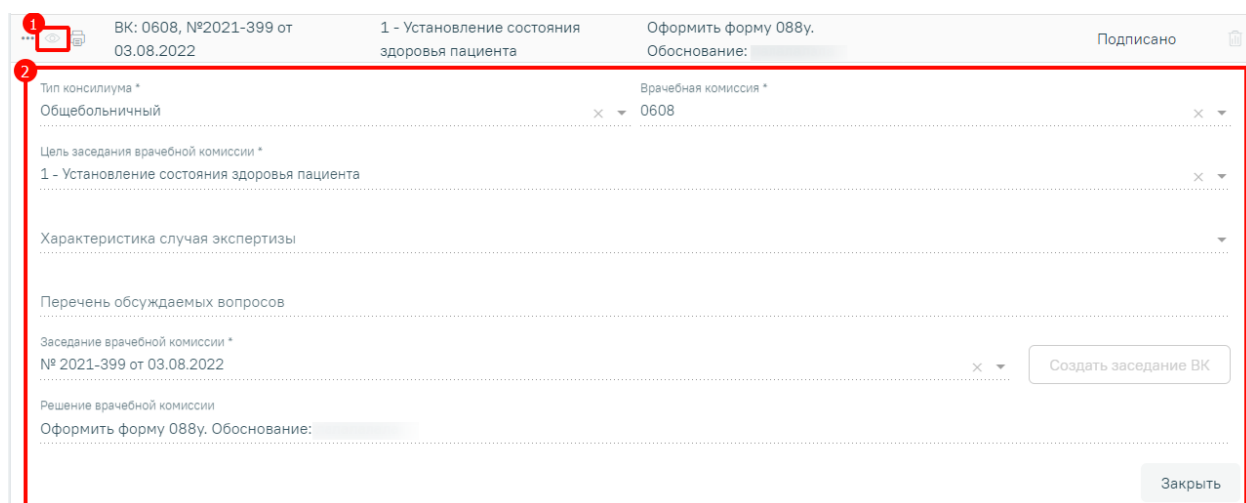 1
ВК: 0608, №2021-399 от
03.08.2022
1 - Установление состояния
здоровья пациента
Оформить форму 088у.
Обоснование:
Подписано
2
Тип консилиума *
Общебольничный
Врачебная комиссия *
0608
Цель заседания врачебной комиссии *
1 - Установление состояния здоровья пациента
Характеристика случая экспертизы
Перечень обсуждаемых вопросов
Заседание врачебной комиссии *
№ 2021-399 от 03.08.2022
Создать заседание ВК
Решение врачебной комиссии
Оформить форму 088у. Обоснование:
Закрыть